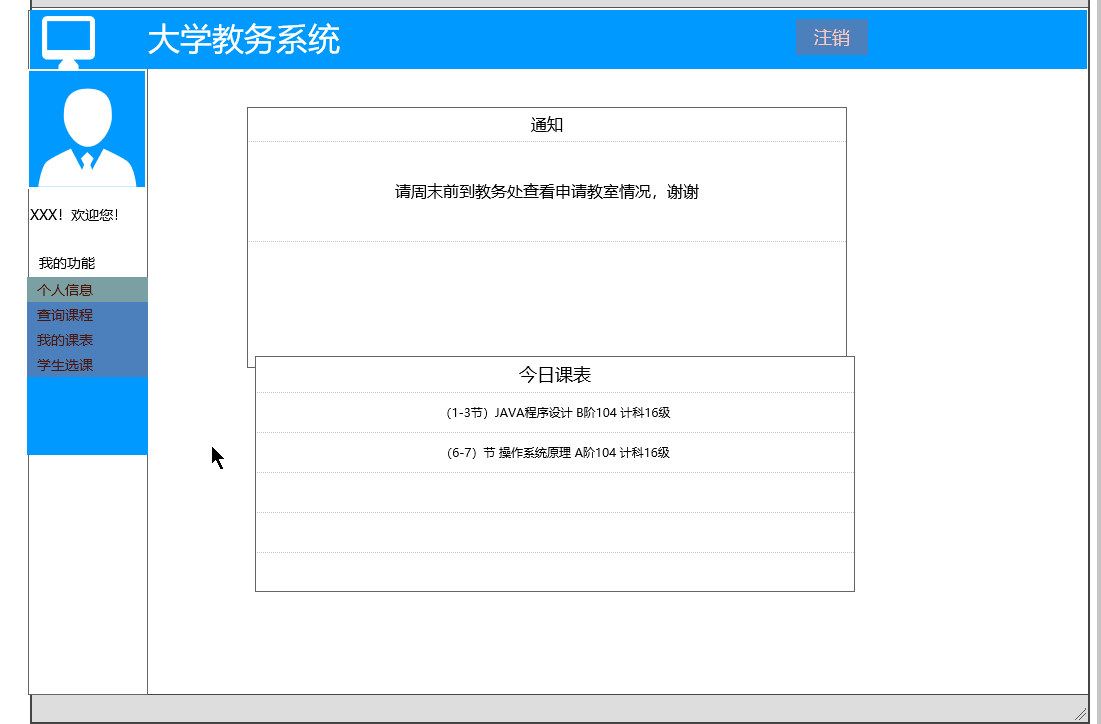 大学教务系统
注销
XXX！欢迎您！
我的功能
个人信息
查询课程
我的课表
学生选课
通知
请周末前到教务处查看申请教室情况，谢谢
今日课表
（1-3节）JAVA程序设计 B阶104 计科16级
（6-7）节 操作系统原理 A阶104 计科16级